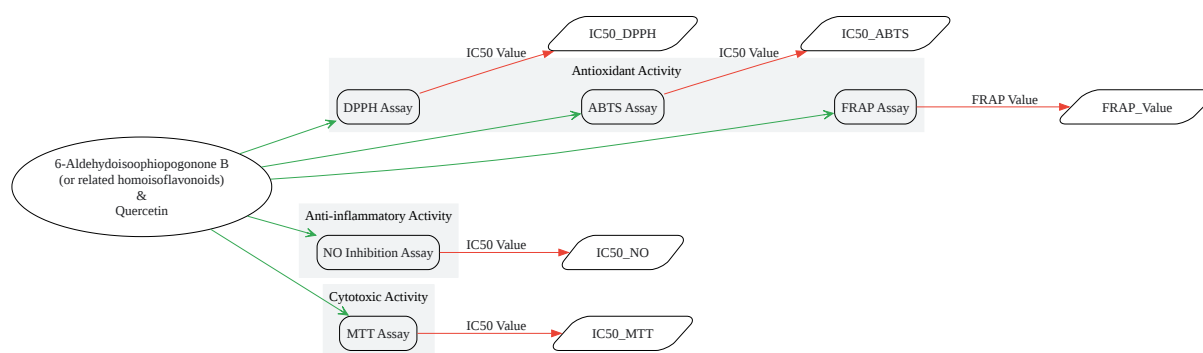 IC50_DPPH
IC50_ABTS
IC50 Value
IC50 Value
Antioxidant Activity
DPPH Assay
ABTS Assay
FRAP Assay
FRAP Value
FRAP_Value
6-Aldehydoisoophiopogonone B
(or related homoisoflavonoids)
&
Quercetin
Anti-inflammatory Activity
NO Inhibition Assay
IC50 Value
IC50_NO
Cytotoxic Activity
MTT Assay
IC50 Value
IC50_MTT